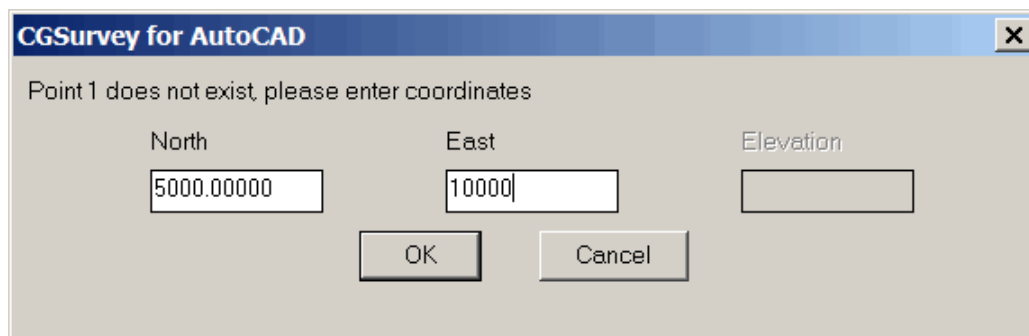 CGSurvey for AutoCAD
Point 1 does not exist, please enter coordinates
North East Elevation
5000.00000 10000
OK Cancel